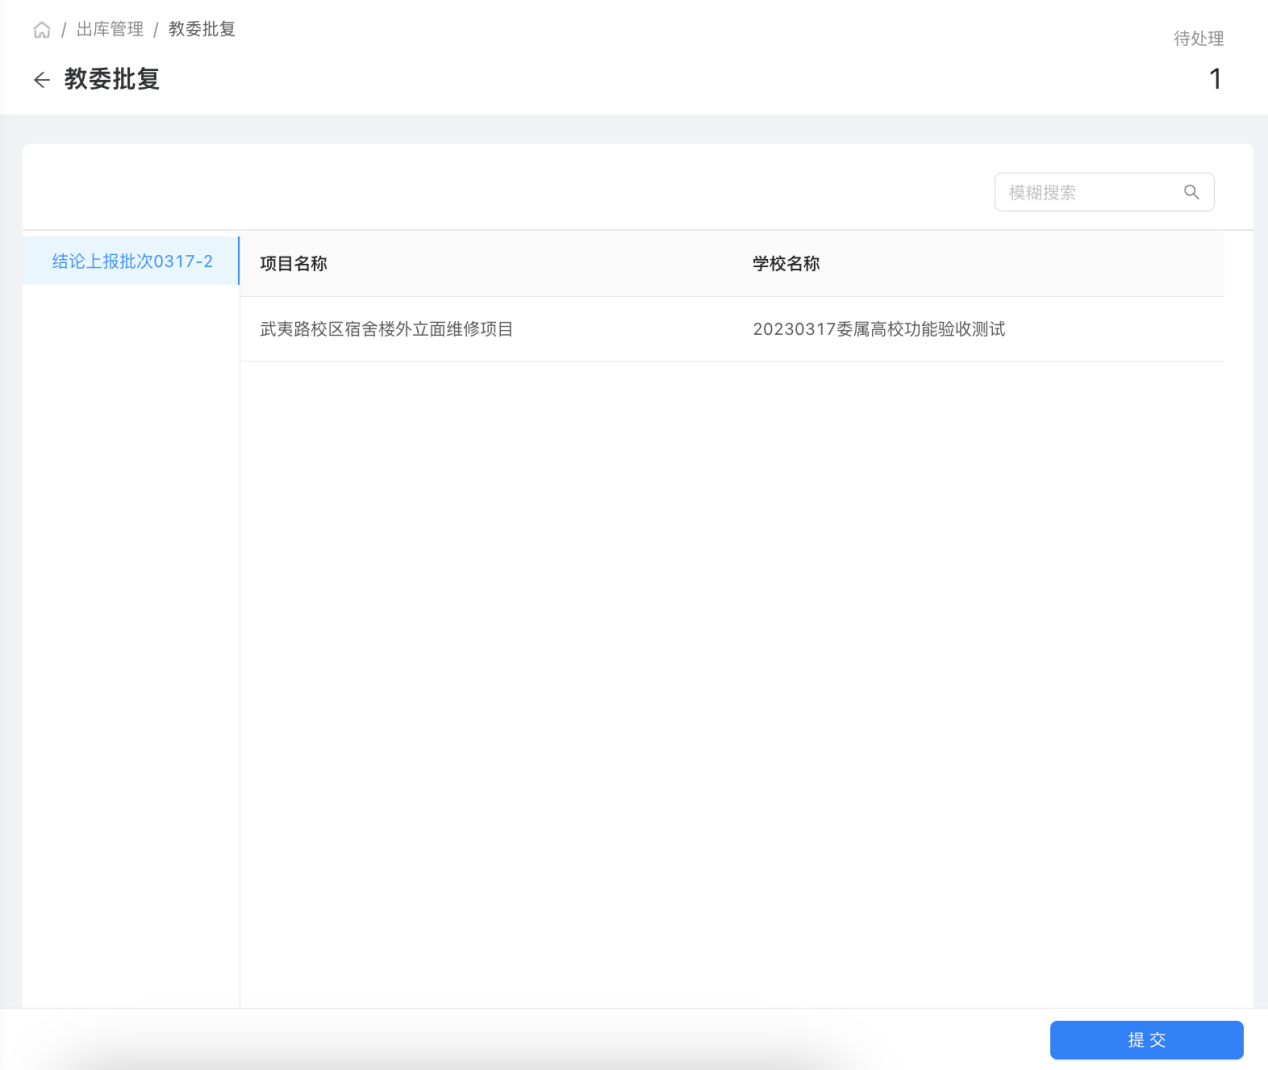 / 出库管理 / 教委批复
待处理
教委批复
1
模糊搜索
结论上报批次0317-2
项目名称 学校名称
武夷路校区宿舍楼外立面维修项目 20230317委属高校功能验收测试
提交